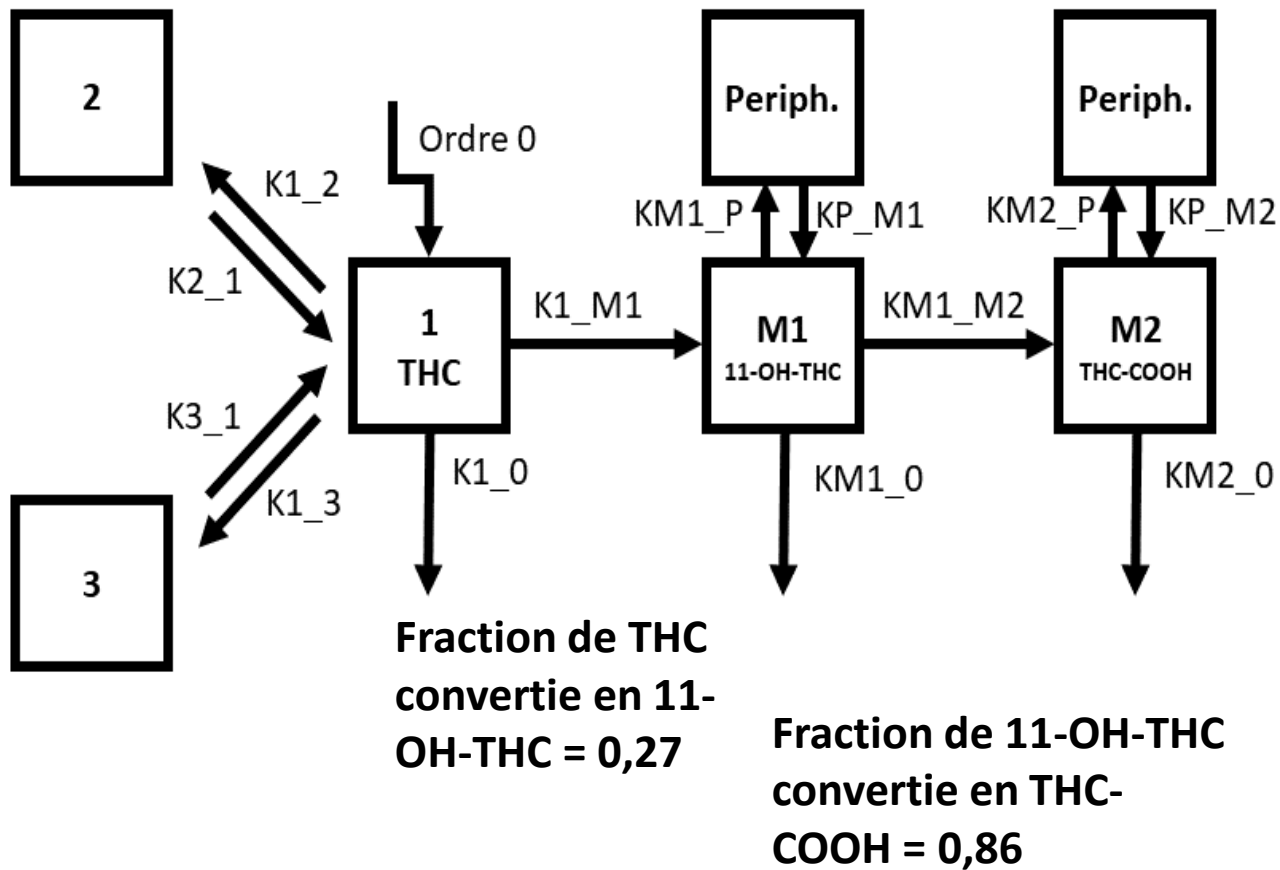 2
Periph.
Periph.
Ordre 0
K1_2
KM1_P
KP_M1
KM2_P
KP_M2
K2_1
K1_M1
KM1_M2
1
THC
M1
11-OH-THC
M2
THC-COOH
K3_1
K1_3
K1_0
KM1_0
KM2_0
3
Fraction de THC
convertie en 11-
OH-THC = 0,27
Fraction de 11-OH-THC
convertie en THC-
COOH = 0,86